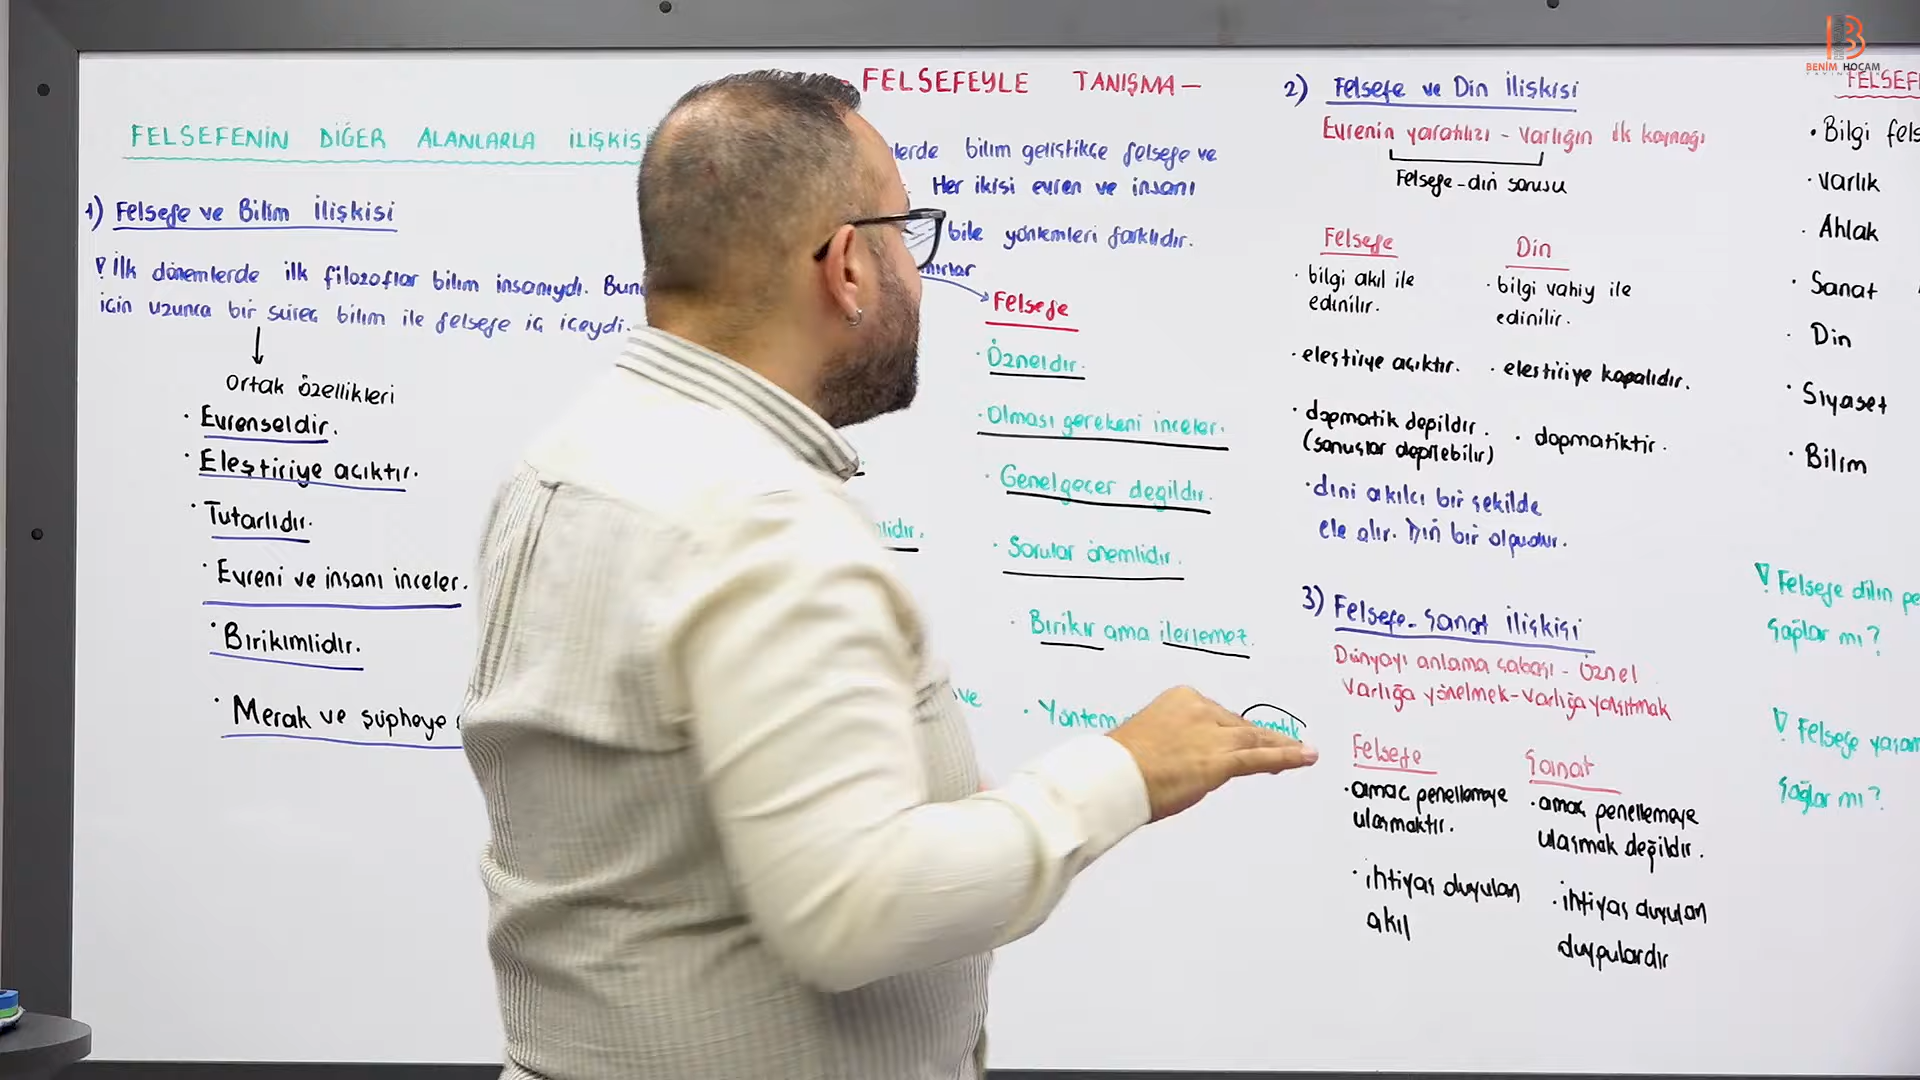 BENİM HOCAM
FELSEFEYLE TANIŞMA —
FELSEFENİN DİĞER ALANLARLA İLİŞKİSİ
1) Felsefe ve Bilim İlişkisi
İlk dönemlerde ilk filozoflar bilim insanıydı.
için uzunca bir süreç bilim ile felsefe iç içeydi.
Ortak özellikleri
· Evrenseldir.
· Eleştiriye açıktır.
· Tutarlıdır.
· Evreni ve insanı inceler.
· Birikimlidir.
· Merak ve şüpheye
bilim geliştikçe felsefe ve
Her ikisi evren ve insanı
bile yöntemleri farklıdır.
Felsefe
· Özneldir.
· Olması gerekeni inceler.
· Genelgeçer değildir.
· Sorular önemlidir.
· Birikir ama ilerlemez.
· Yöntem
mantık
ve
2) Felsefe ve Din İlişkisi
Evrenin yaratılışı - varlığın ilk kaynağı
Felsefe-din sorusu
Felsefe
· bilgi akıl ile
edinilir.
· eleştiriye açıktır.
· dogmatik değildir.
(sonuçlar değişebilir)
· dini akılcı bir şekilde
ele alır. Din bir olgudur.
Din
· bilgi vahiy ile
edinilir.
· eleştiriye kapalıdır.
· dogmatiktir.
3) Felsefe-Sanat İlişkisi
Dünyayı anlama çabası - Öznel
Varlığa yönelmek-Varlığa yansıtmak
Felsefe
· amaç genellemeye
ulaşmaktır.
· ihtiyaç duyulan
akıl
Sanat
· amaç genellemeye
ulaşmak değildir.
· ihtiyaç duyulan
duygulardır
FELSEF
· Bilgi fels
· Varlık
· Ahlak
· Sanat
· Din
· Siyaset
· Bilim
Felsefe dilin
sağlar mı?
Felsefe yaşam
sağlar mı?